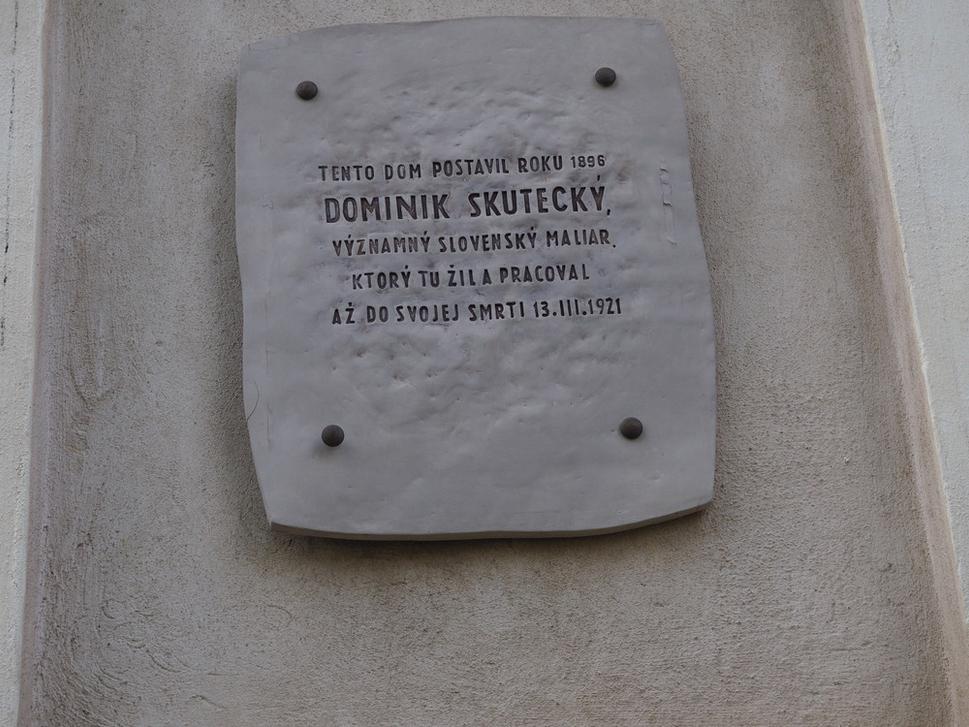 TENTO DOM POSTAVIL ROKU 1896
DOMINIK SKUTECKÝ,
VÝZNAMNÝ SLOVENSKÝ MALIAR,
KTORÝ TU ŽIL A PRACOVAL
AŽ DO SVOJEJ SMRTI 13.III.1921